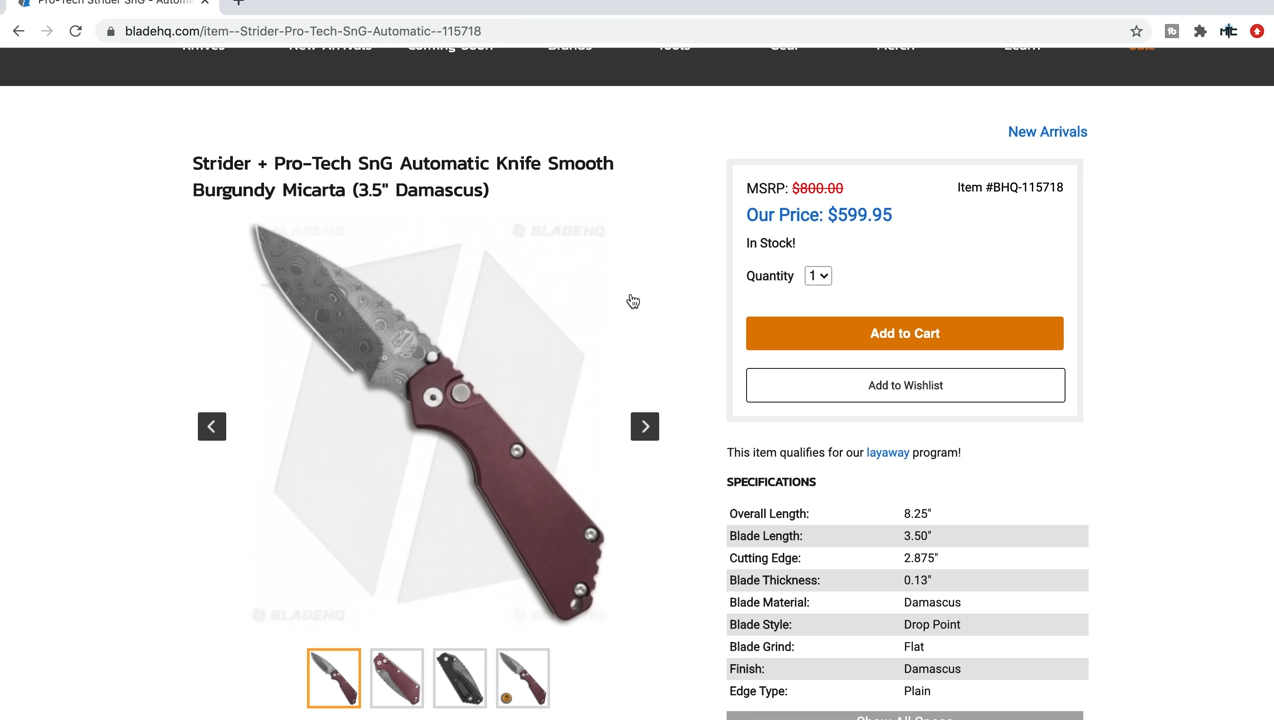 Pro-Tech Strider SnG - Automa
bladehq.com/item--Strider-Pro-Tech-SnG-Automatic--115718
Knives New Arrivals Coming Soon Brands Tools Gear Merch Learn Sale
New Arrivals
Strider + Pro-Tech SnG Automatic Knife Smooth
Burgundy Micarta (3.5" Damascus)
BLADEHQ
BLADEHQ
BLADEHQ
MSRP: $800.00 Item #BHQ-115718
Our Price: $599.95
In Stock!
Quantity 1
Add to Cart
Add to Wishlist
This item qualifies for our layaway program!
SPECIFICATIONS
Overall Length: 8.25"
Blade Length: 3.50"
Cutting Edge: 2.875"
Blade Thickness: 0.13"
Blade Material: Damascus
Blade Style: Drop Point
Blade Grind: Flat
Finish: Damascus
Edge Type: Plain
Show All Specs